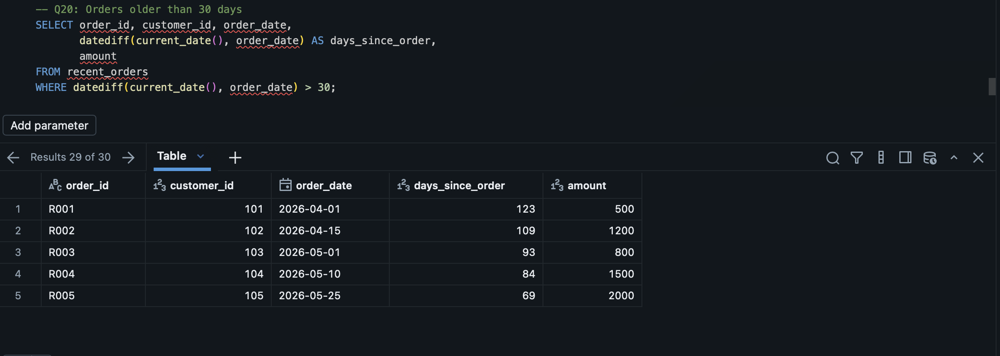 -- Q20: Orders older than 30 days
SELECT order_id, customer_id, order_date,
       datediff(current_date(), order_date) AS days_since_order,
       amount
FROM recent_orders
WHERE datediff(current_date(), order_date) > 30;
Add parameter
Results 29 of 30 Table
order_id customer_id order_date days_since_order amount
1 R001 101 2026-04-01 123 500
2 R002 102 2026-04-15 109 1200
3 R003 103 2026-05-01 93 800
4 R004 104 2026-05-10 84 1500
5 R005 105 2026-05-25 69 2000